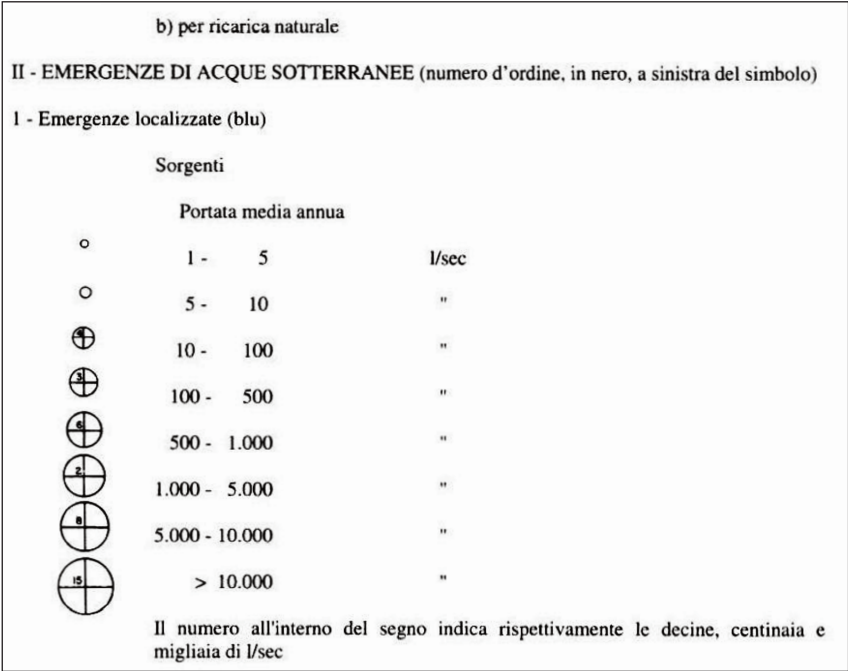 b) per ricarica naturale
II - EMERGENZE DI ACQUE SOTTERRANEE (numero d'ordine, in nero, a sinistra del simbolo)
1 - Emergenze localizzate (blu)
Sorgenti
Portata media annua
1 - 5 l/sec
5 - 10 "
4 10 - 100 "
3 100 - 500 "
6 500 - 1.000 "
2 1.000 - 5.000 "
8 5.000 - 10.000 "
15 > 10.000 "
Il numero all'interno del segno indica rispettivamente le decine, centinaia e
migliaia di l/sec